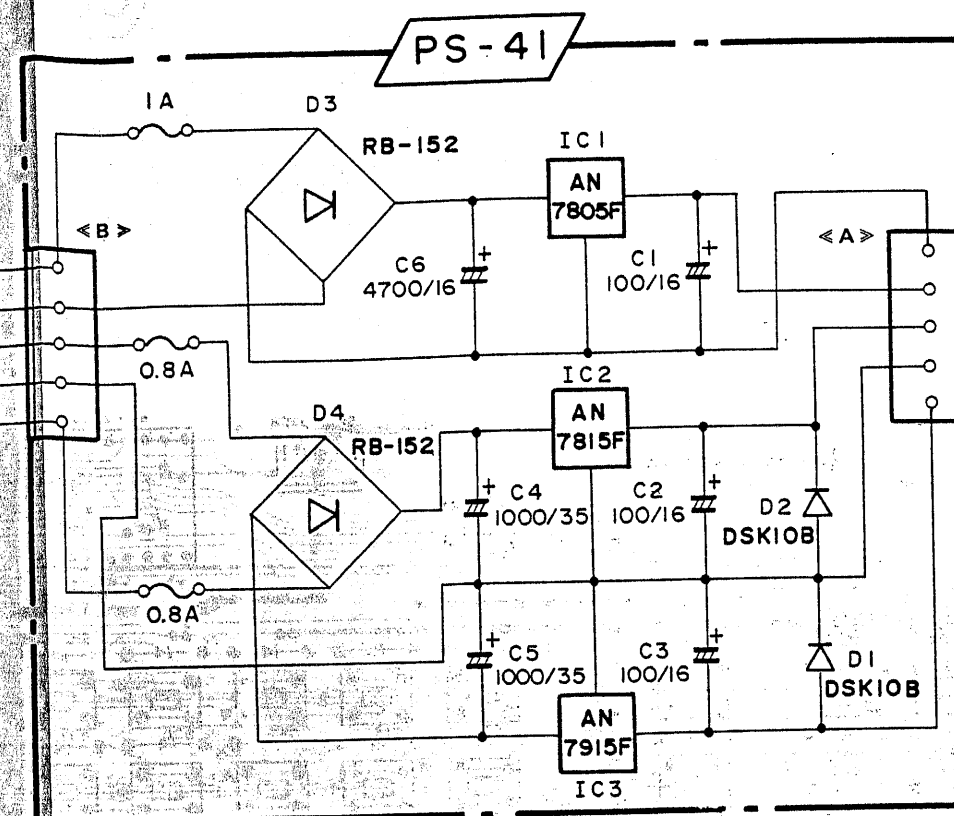 PS-41
1A
D3
RB-152
IC1
AN
7805F
≪B≫
≪A≫
C6
4700/16
C1
100/16
0.8A
IC2
D4
RB-152
AN
7815F
C4
1000/35
C2
100/16
D2
DSK10B
0.8A
C5
1000/35
C3
100/16
D1
DSK10B
AN
7915F
IC3